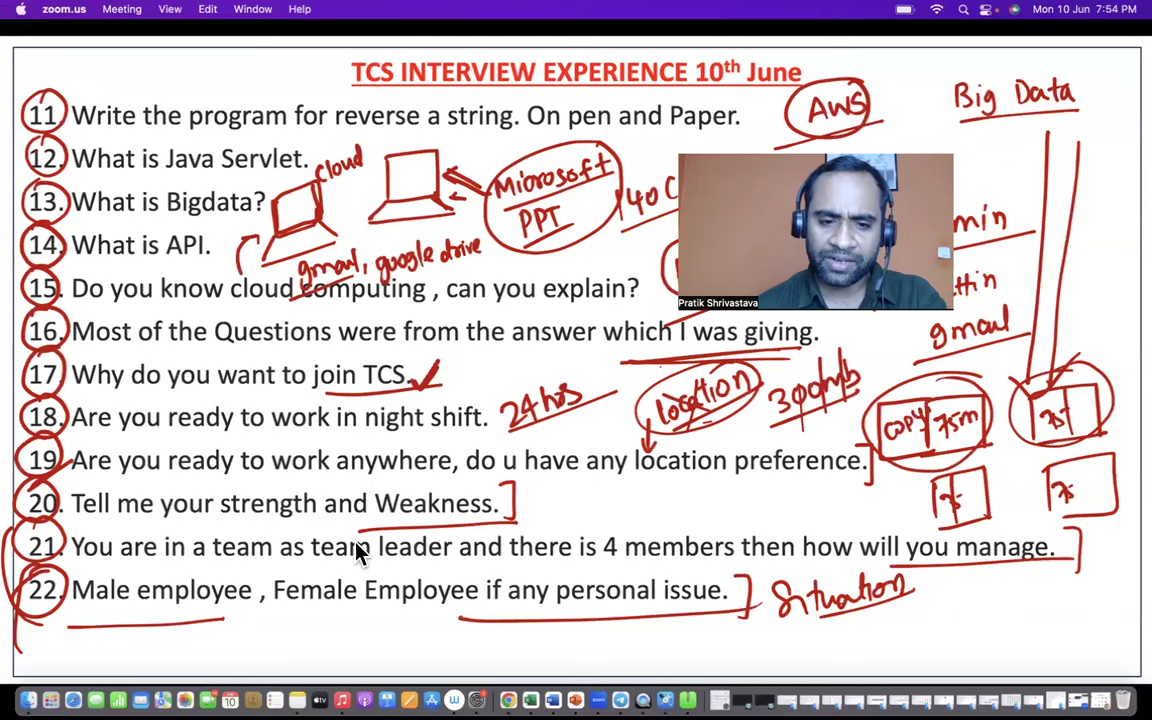 zoom.us Meeting View Edit Window Help Mon 10 Jun 7:54 PM
TCS INTERVIEW EXPERIENCE 10th June
11. Write the program for reverse a string. On pen and Paper.
AWS
Big Data
12. What is Java Servlet.
cloud
Microsoft
PPT
13. What is Bigdata?
14. What is API.
gmail, google drive
15. Do you know cloud computing , can you explain?
Pratik Shrivastava
16. Most of the Questions were from the answer which I was giving.
gmail
17. Why do you want to join TCS.
location
300mb
18. Are you ready to work in night shift.
24 hrs
copy 75m
75
19. Are you ready to work anywhere, do u have any location preference.
20. Tell me your strength and Weakness.
75
75
21. You are in a team as team leader and there is 4 members then how will you manage.
22. Male employee , Female Employee if any personal issue.
Situation